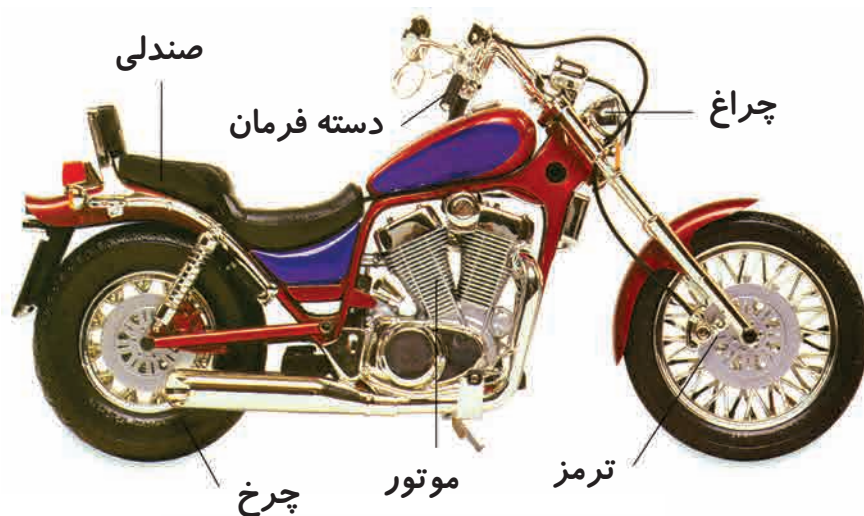 صندلی
دسته فرمان
چراغ
چرخ
موتور
ترمز